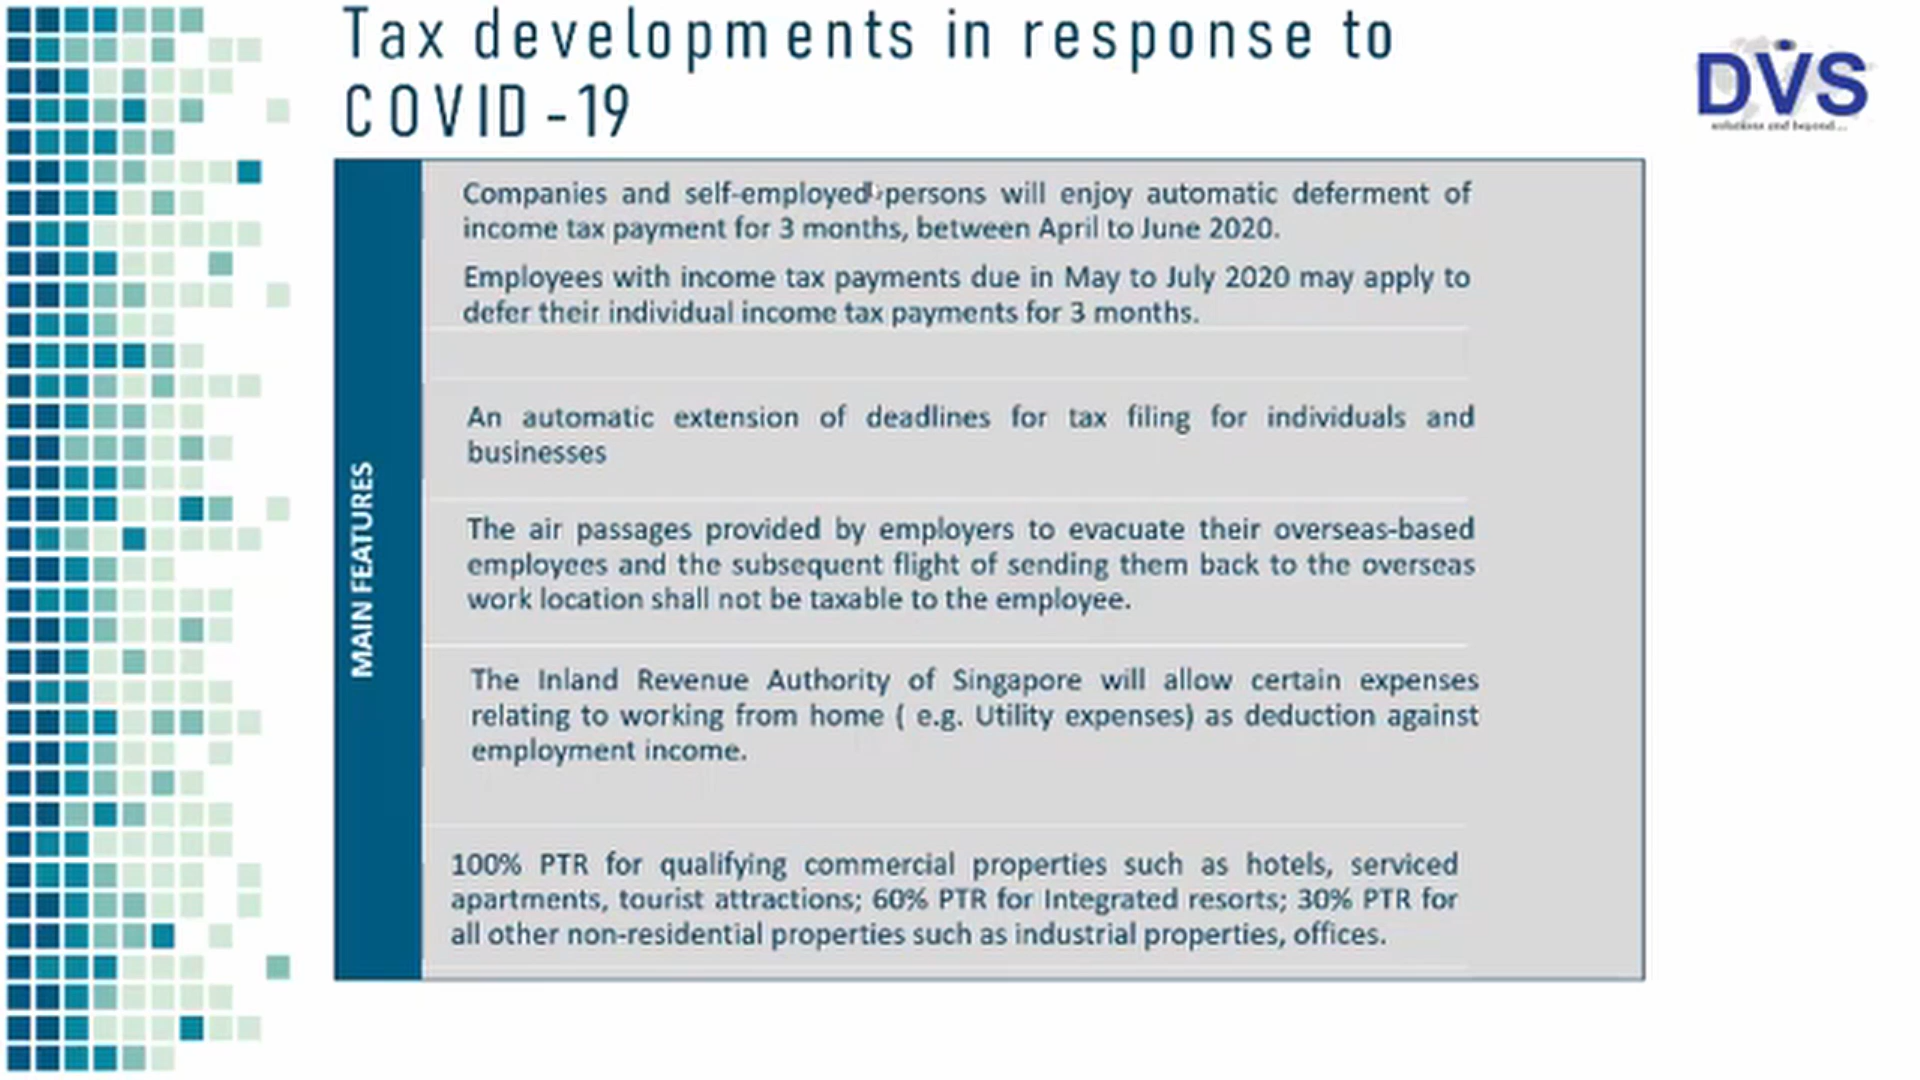 Tax developments in response to
COVID -19
DVS
solutions and beyond...
MAIN FEATURES
Companies and self-employed persons will enjoy automatic deferment of
income tax payment for 3 months, between April to June 2020.
Employees with income tax payments due in May to July 2020 may apply to
defer their individual income tax payments for 3 months.
An automatic extension of deadlines for tax filing for individuals and
businesses
The air passages provided by employers to evacuate their overseas-based
employees and the subsequent flight of sending them back to the overseas
work location shall not be taxable to the employee.
The Inland Revenue Authority of Singapore will allow certain expenses
relating to working from home ( e.g. Utility expenses) as deduction against
employment income.
100% PTR for qualifying commercial properties such as hotels, serviced
apartments, tourist attractions; 60% PTR for Integrated resorts; 30% PTR for
all other non-residential properties such as industrial properties, offices.